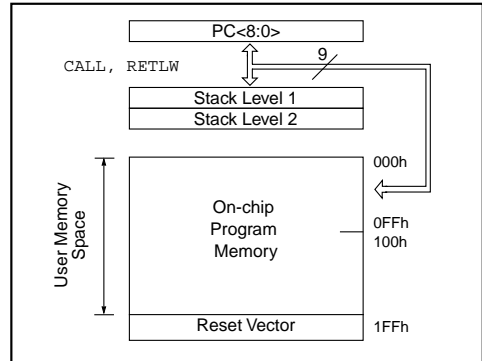 PC<8:0>
9
CALL, RETLW
Stack Level 1
Stack Level 2
000h
User Memory
Space
On-chip
Program
Memory
0FFh
100h
Reset Vector
1FFh